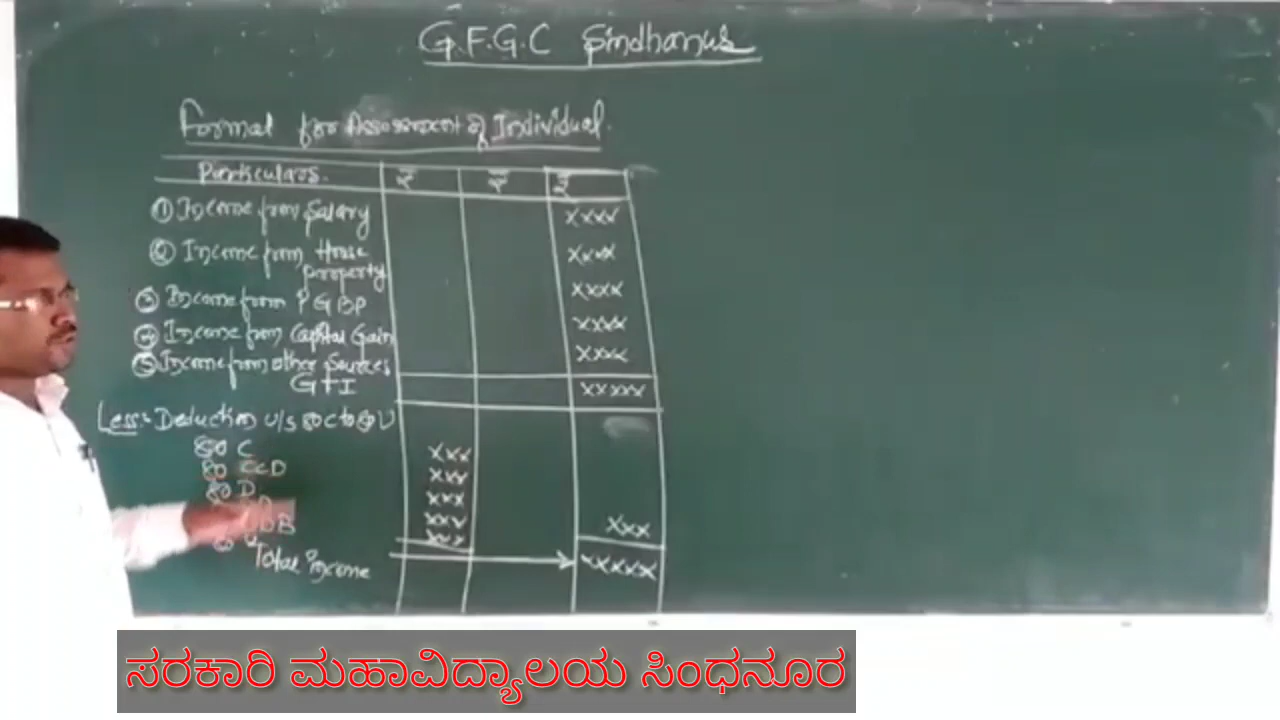 G.F.G.C Sindhanur
Format for Assessment of Individual.
Particulars. ₹ ₹ ₹
① Income from Salary xxxx
② Income from House property xxxx
③ Income from PGBP xxxx
④ Income from Capital Gain xxxx
⑤ Income from other Sources xxxx
GTI xxxxx
Less:- Deduction u/s 80C to 80U
80 C xxx
80 CCD xxx
80 D xxx
xxx xxx
xxx
Total Income xxxx
ಸರಕಾರಿ ಮಹಾವಿದ್ಯಾಲಯ ಸಿಂಧನೂರ